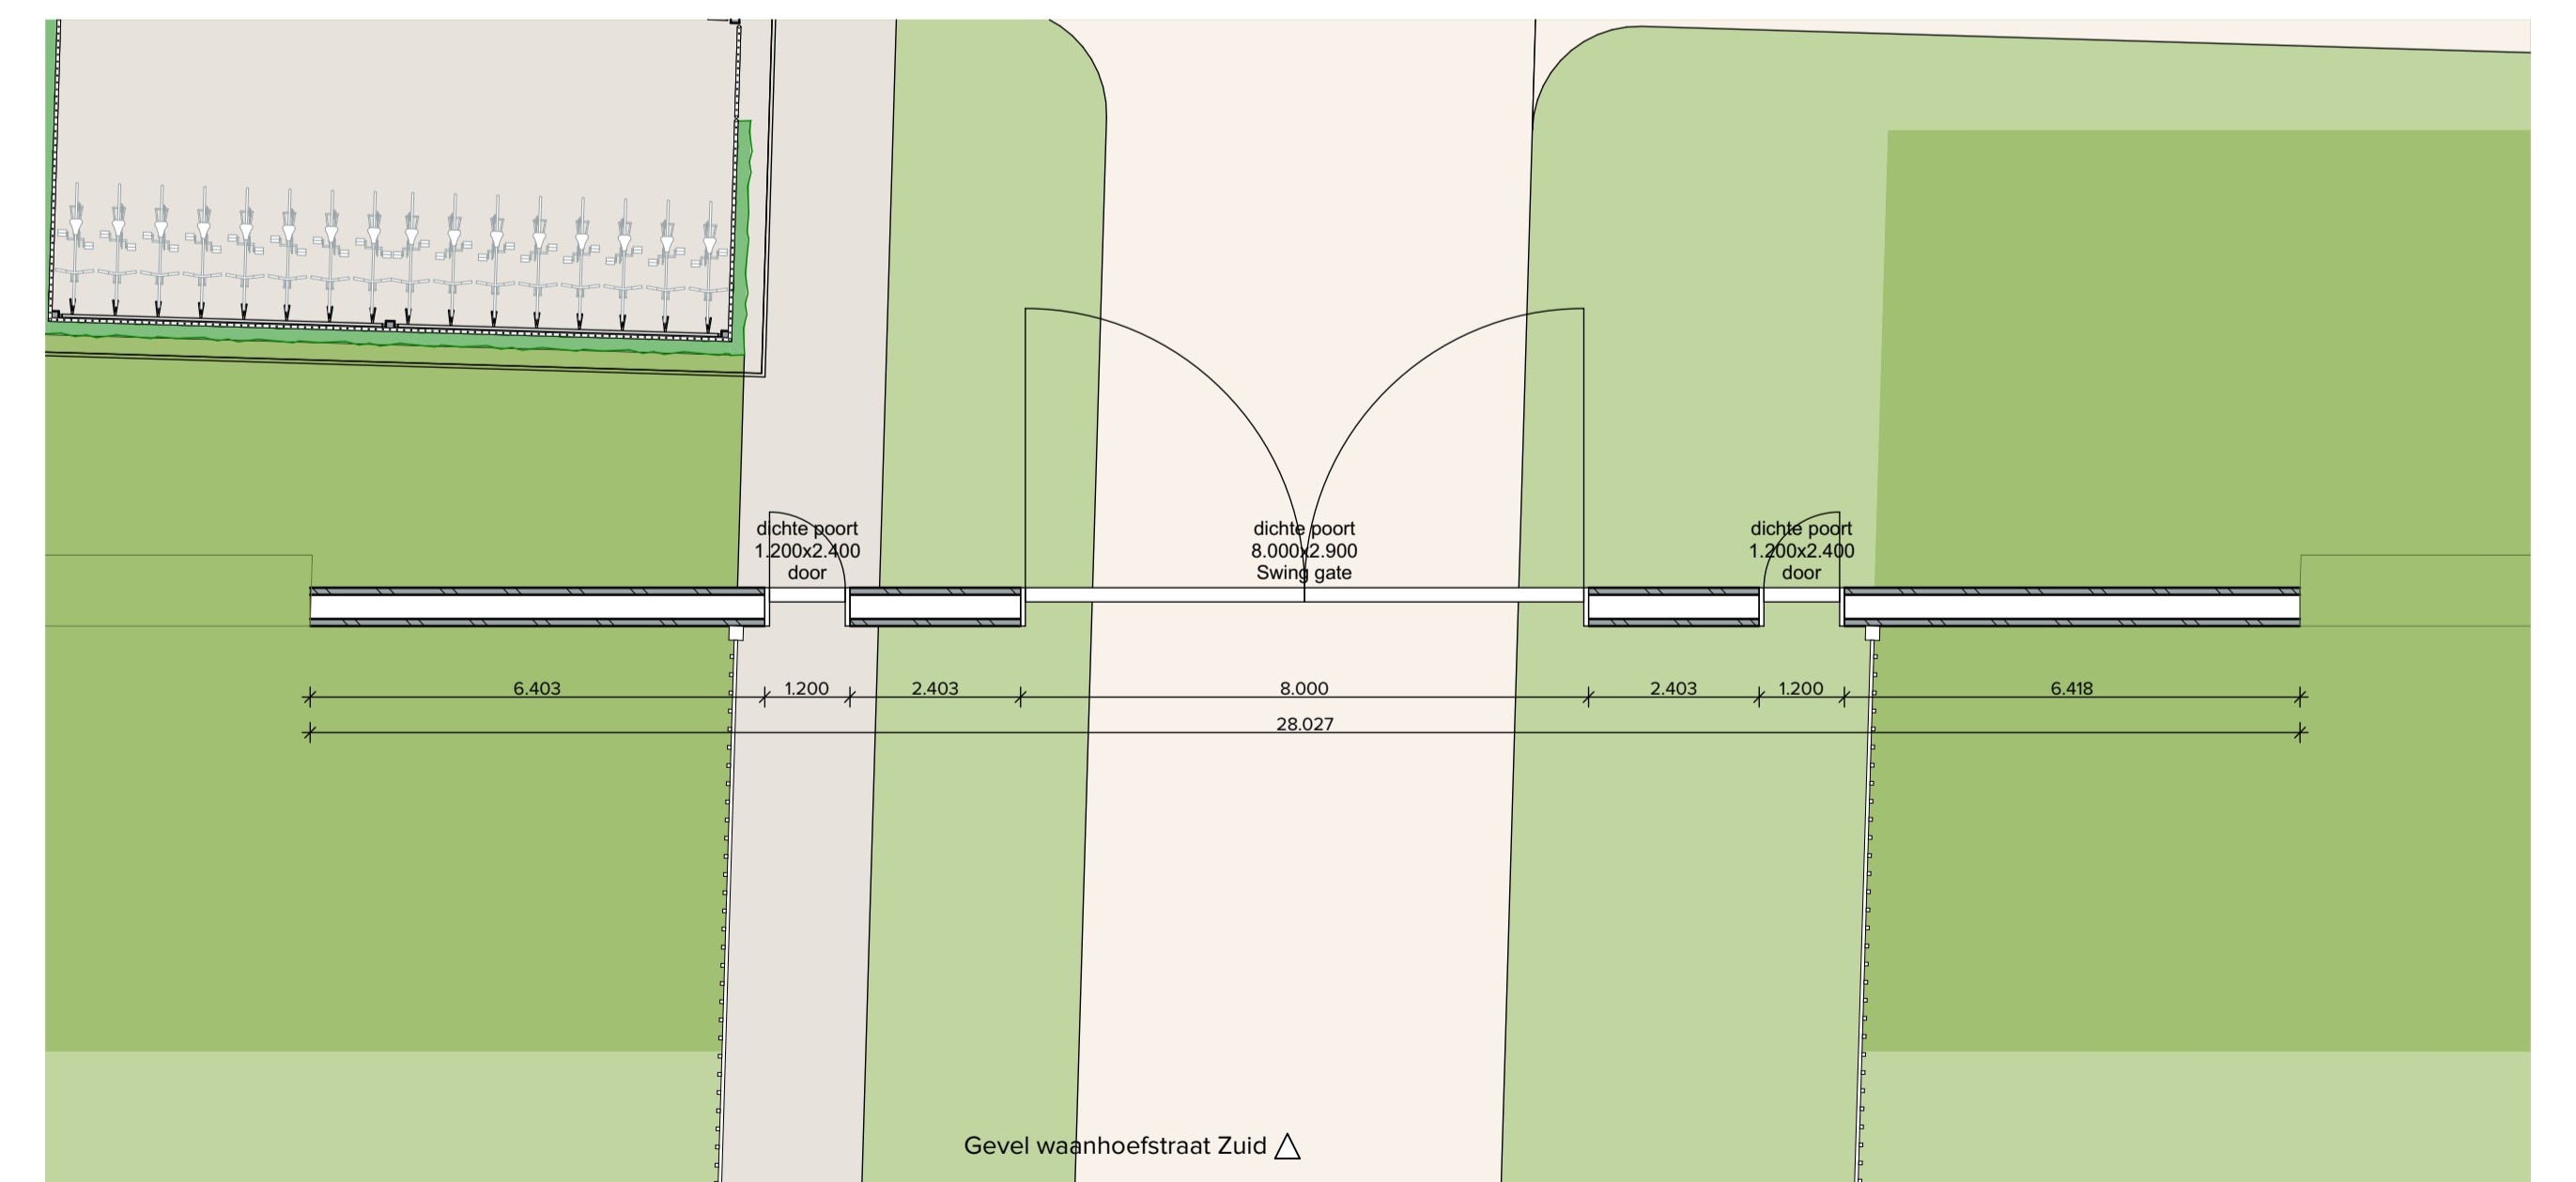 dichte poort
1.200x2.400
door
dichte poort
8.000x2.900
Swing gate
dichte poort
1.200x2.400
door
6.403
1.200
2.403
8.000
2.403
1.200
6.418
28.027
Gevel waanhoefstraat Zuid